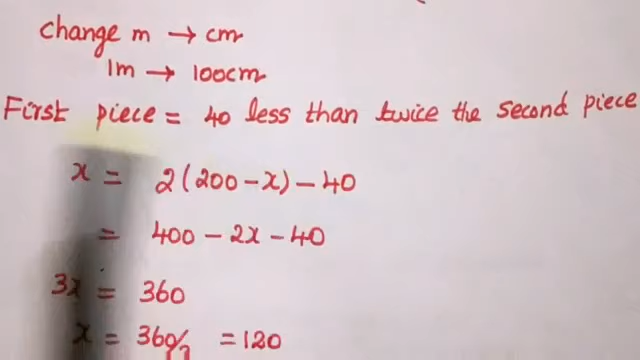 change m → cm
1m → 100cm
First piece = 40 less than twice the second piece
x = 2(200 - x) - 40
= 400 - 2x - 40
3x = 360
x = 360/ = 120